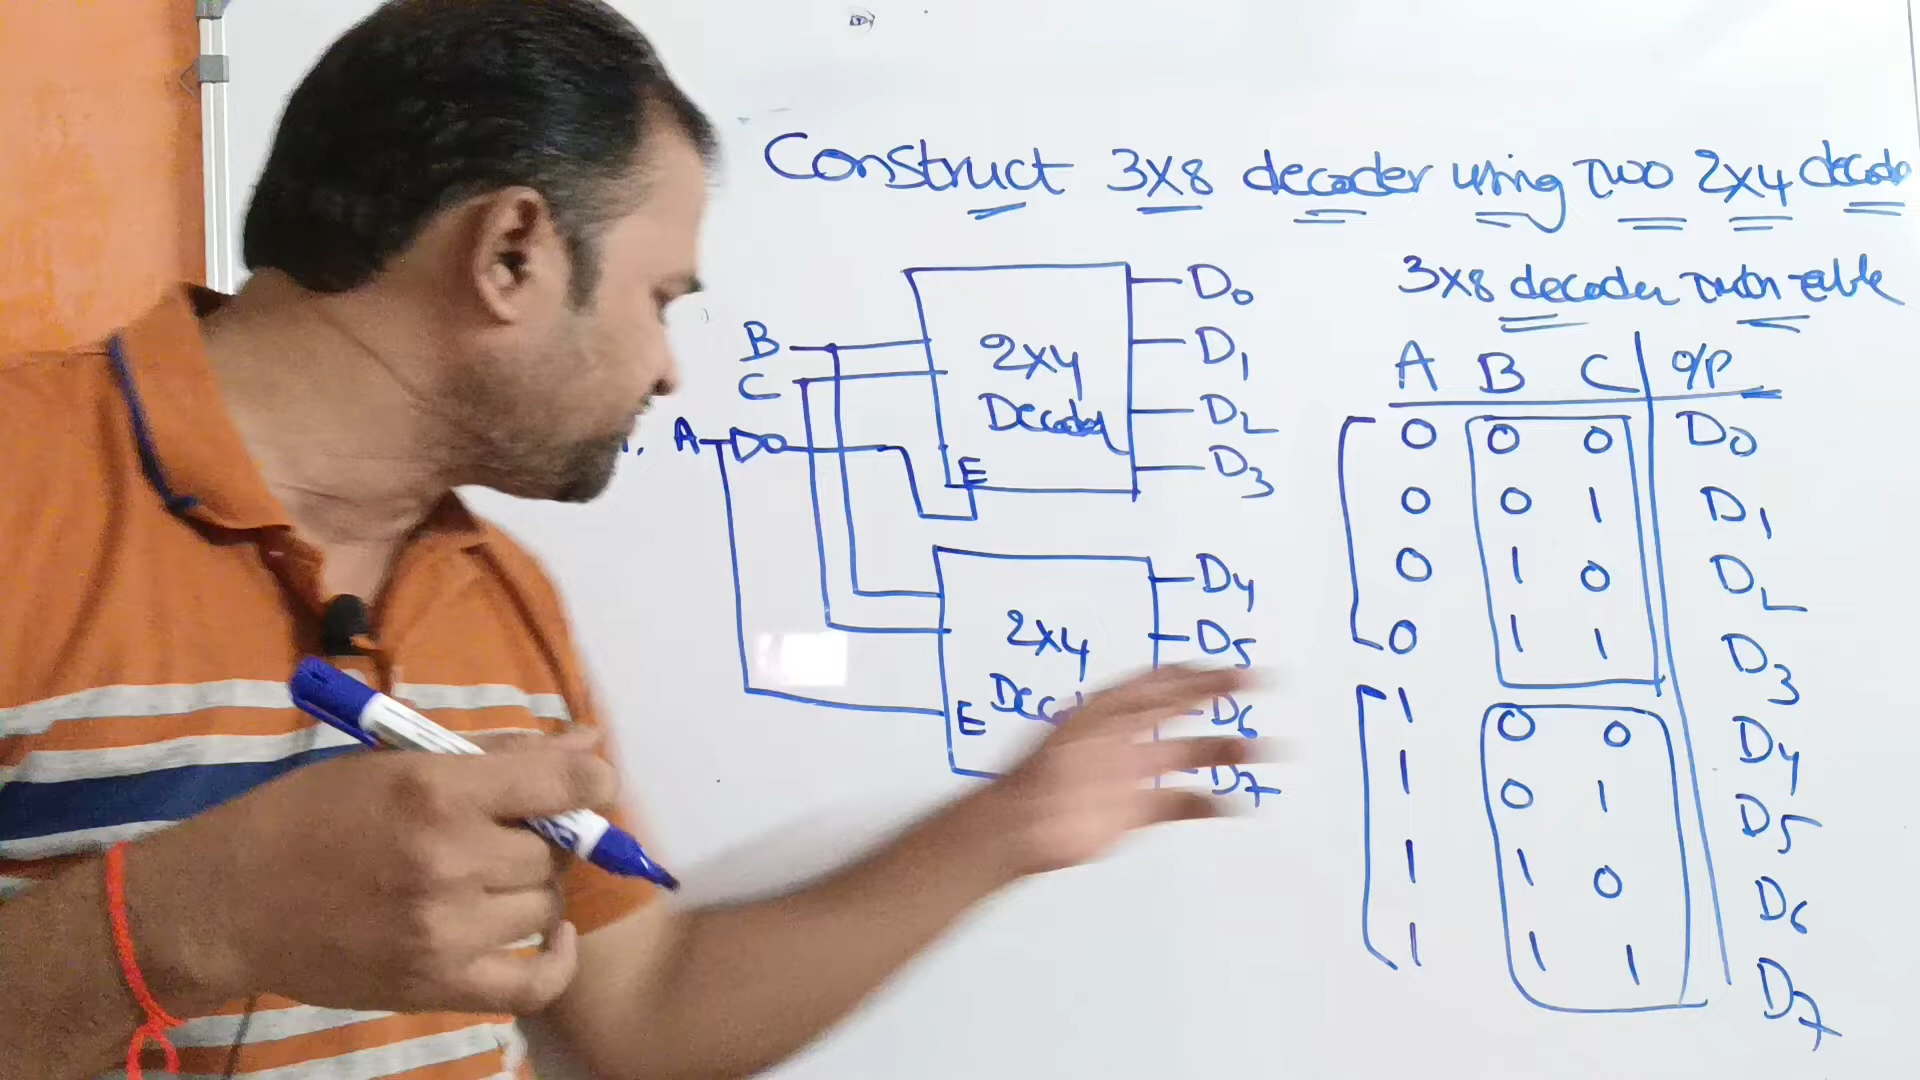 Construct 3X8 decoder using two 2x4 decode
3x8 decoder truth table
B
C
A
2x4
Decoder
E
D0
D1
D2
D3
2x4
E
D4
D5
D6
D7
A B C O/P
0 0 0 D0
0 0 1 D1
0 1 0 D2
0 1 1 D3
1 0 0 D4
1 0 1 D5
1 1 0 D6
1 1 1 D7